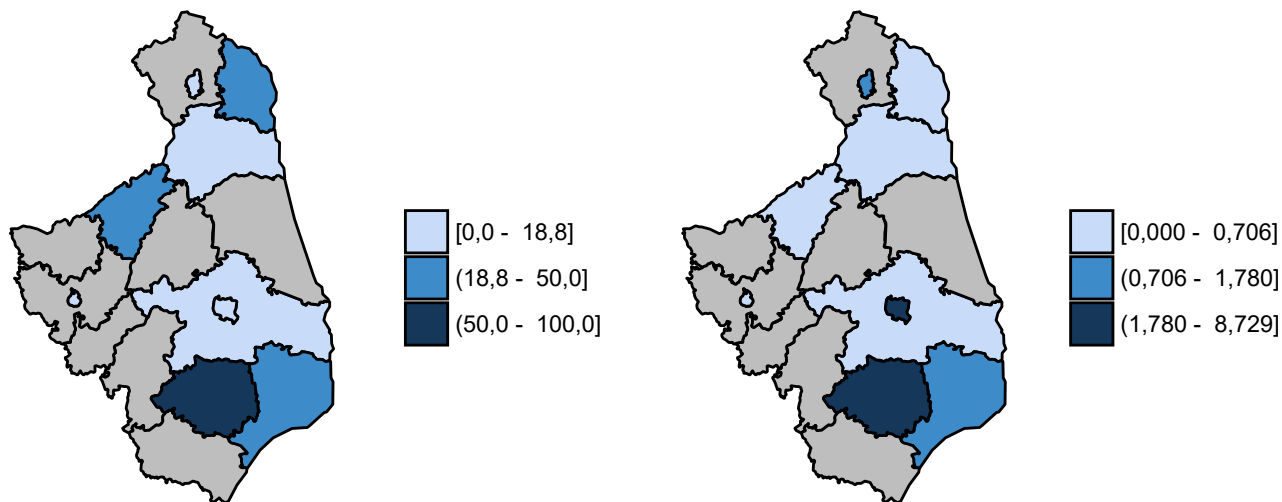 [0,0 - 18,8]
(18,8 - 50,0]
(50,0 - 100,0]
[0,000 - 0,706]
(0,706 - 1,780]
(1,780 - 8,729]